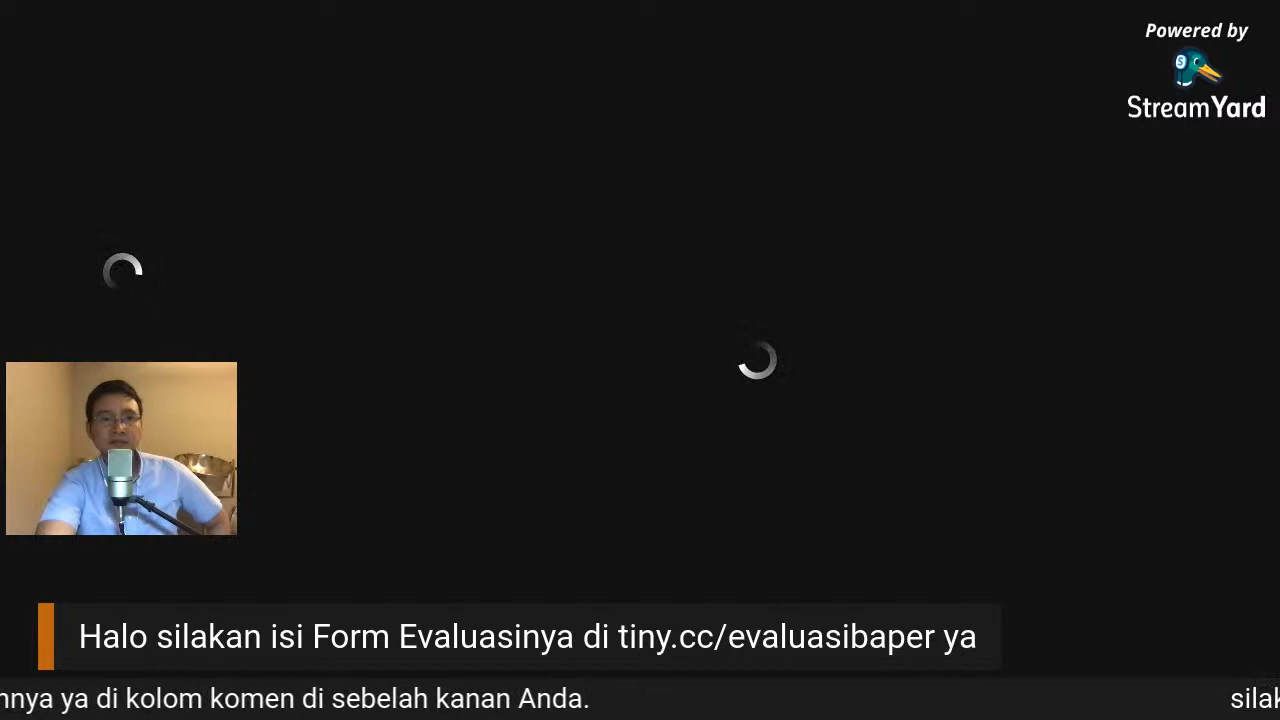 Powered by
StreamYard
Halo silakan isi Form Evaluasinya di tiny.cc/evaluasibaper ya
ya di kolom komen di sebelah kanan Anda.